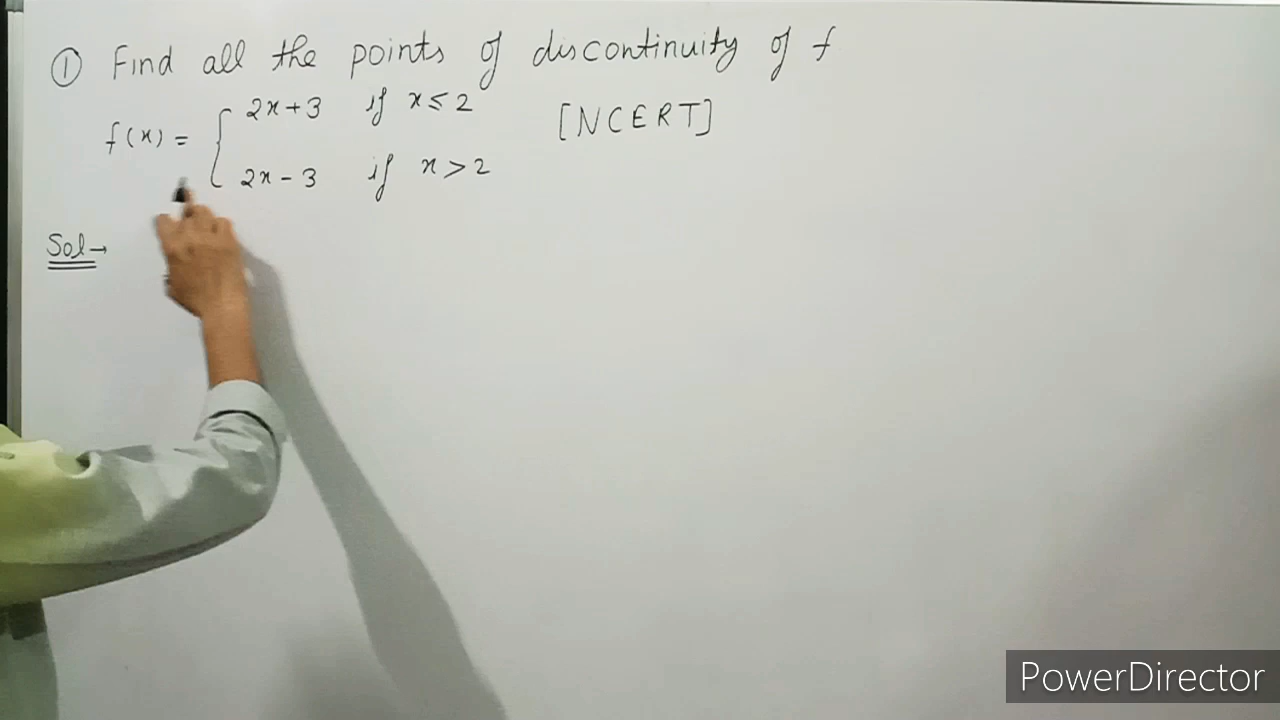 ① Find all the points of discontinuity of f
f(x) = { 2x+3 if x ≤ 2 [NCERT]
2x-3 if x > 2
Sol→
PowerDirector